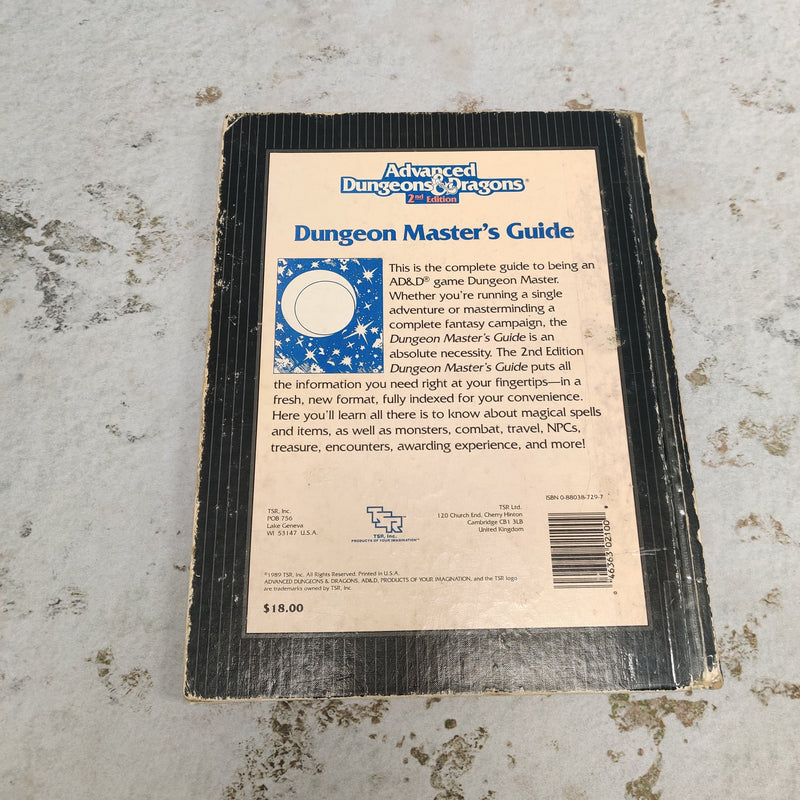 Advanced
Dungeons & Dragons®
2nd Edition
Dungeon Master's Guide
This is the complete guide to being an
AD&D® game Dungeon Master.
Whether you're running a single
adventure or masterminding a
complete fantasy campaign, the
Dungeon Master's Guide is an
absolute necessity. The 2nd Edition
Dungeon Master's Guide puts all
the information you need right at your fingertips—in a
fresh, new format, fully indexed for your convenience.
Here you'll learn all there is to know about magical spells
and items, as well as monsters, combat, travel, NPCs,
treasure, encounters, awarding experience, and more!
ISBN 0-88038-729-7
TSR, Inc.
POB 756
Lake Geneva
WI 53147 U.S.A.
TSR
TSR, Inc.
PRODUCTS OF YOUR IMAGINATION™
TSR Ltd.
120 Church End, Cherry Hinton
Cambridge CB1 3LB
United Kingdom
0 46363 02100 0
©1989 TSR, Inc. All Rights Reserved. Printed in U.S.A.
ADVANCED DUNGEONS & DRAGONS, AD&D, PRODUCTS OF YOUR IMAGINATION, and the TSR logo
are trademarks owned by TSR, Inc.
$18.00